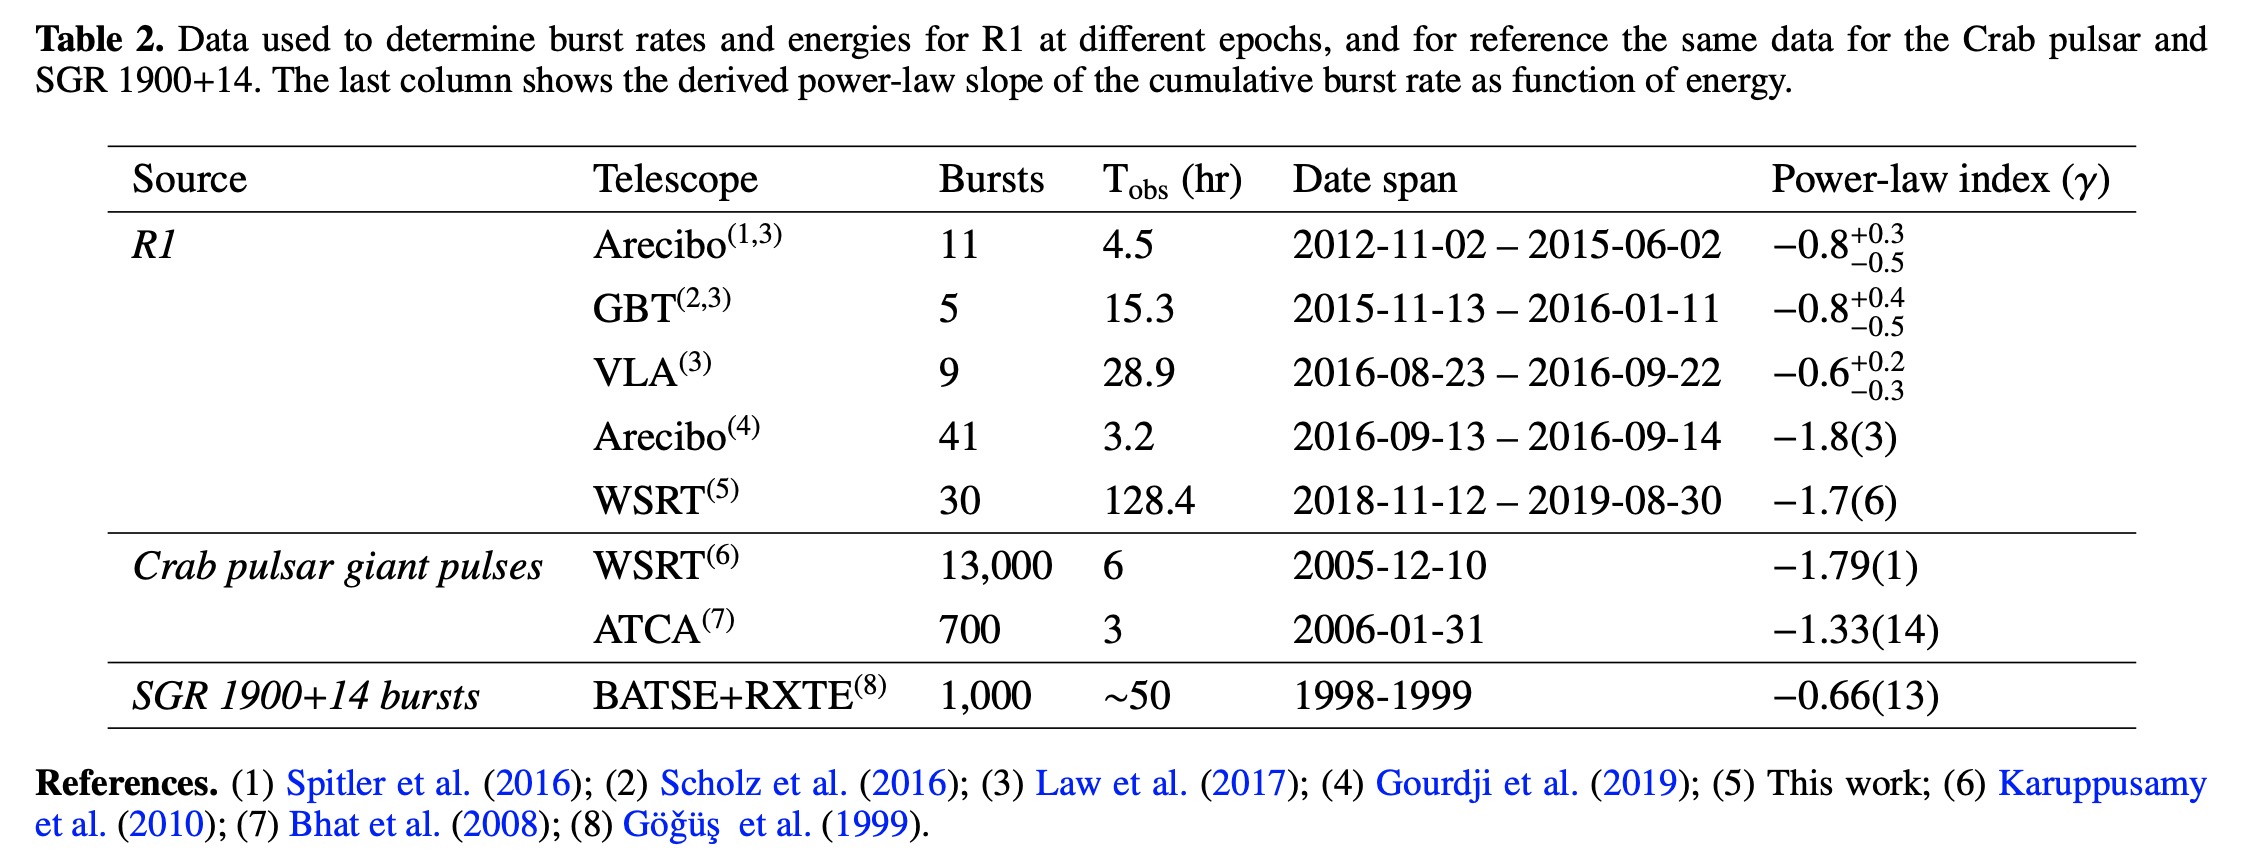 Table 2. Data used to determine burst rates and energies for R1 at different epochs, and for reference the same data for the Crab pulsar and
SGR 1900+14. The last column shows the derived power-law slope of the cumulative burst rate as function of energy.
Source Telescope Bursts T_obs (hr) Date span Power-law index (γ)
R1 Arecibo(1,3) 11 4.5 2012-11-02 – 2015-06-02 −0.8 +0.3 −0.5
GBT(2,3) 5 15.3 2015-11-13 – 2016-01-11 −0.8 +0.4 −0.5
VLA(3) 9 28.9 2016-08-23 – 2016-09-22 −0.6 +0.2 −0.3
Arecibo(4) 41 3.2 2016-09-13 – 2016-09-14 −1.8(3)
WSRT(5) 30 128.4 2018-11-12 – 2019-08-30 −1.7(6)
Crab pulsar giant pulses WSRT(6) 13,000 6 2005-12-10 −1.79(1)
ATCA(7) 700 3 2006-01-31 −1.33(14)
SGR 1900+14 bursts BATSE+RXTE(8) 1,000 ~50 1998-1999 −0.66(13)
References. (1) Spitler et al. (2016); (2) Scholz et al. (2016); (3) Law et al. (2017); (4) Gourdji et al. (2019); (5) This work; (6) Karuppusamy
et al. (2010); (7) Bhat et al. (2008); (8) Göğüş et al. (1999).